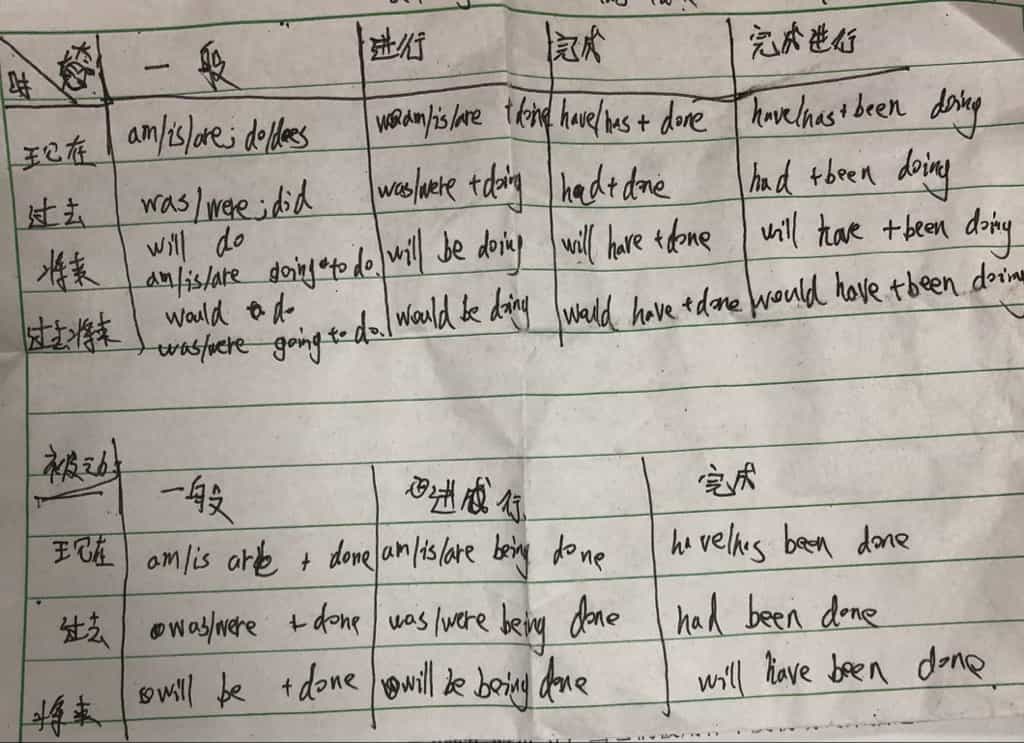 时 态 一般 进行 完成 完成进行
现在 am/is/are; do/does am/is/are +done have/has + done have/has+been doing
过去 was/were; did was/were +doing had+done had +been doing
将来 will do will be doing will have +done will have +been doing
am/is/are doing to do.
过去将来 would do would be doing would have +done would have +been doing
was/were going to do.
被动 一般 进行 完成
现在 am/is are + done am/is/are being done have/has been done
过去 was/were + done was/were being done had been done
将来 will be +done will be being done will have been done